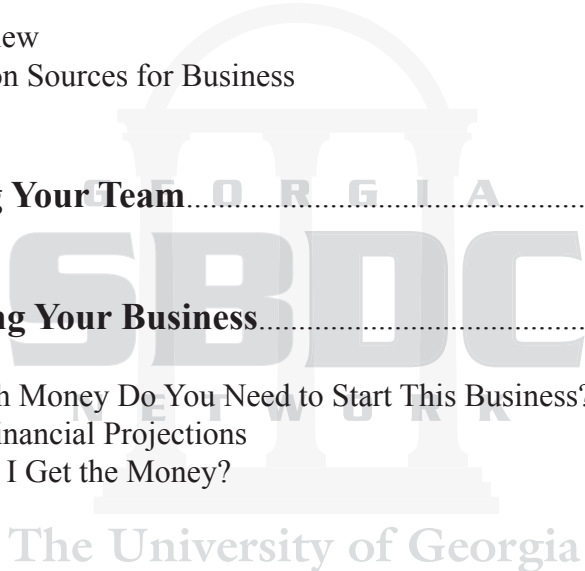 ew
on Sources for Business
GEORGIA
g Your Team
SBDC
ng Your Business
h Money Do You Need to Start This Business?
NETWORK
inancial Projections
I Get the Money?
The University of Georgia